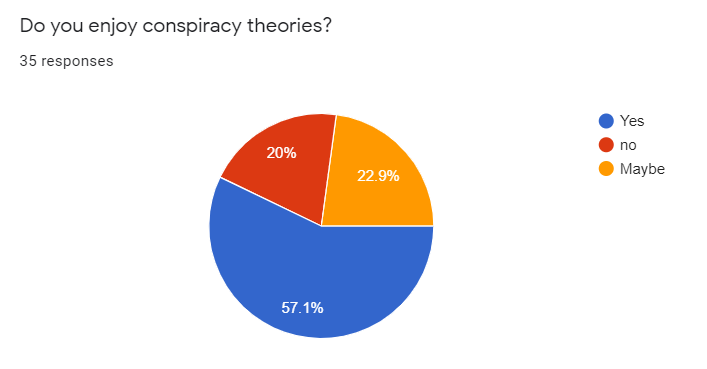 Do you enjoy conspiracy theories?
35 responses
Yes
no
Maybe
20%
22.9%
57.1%